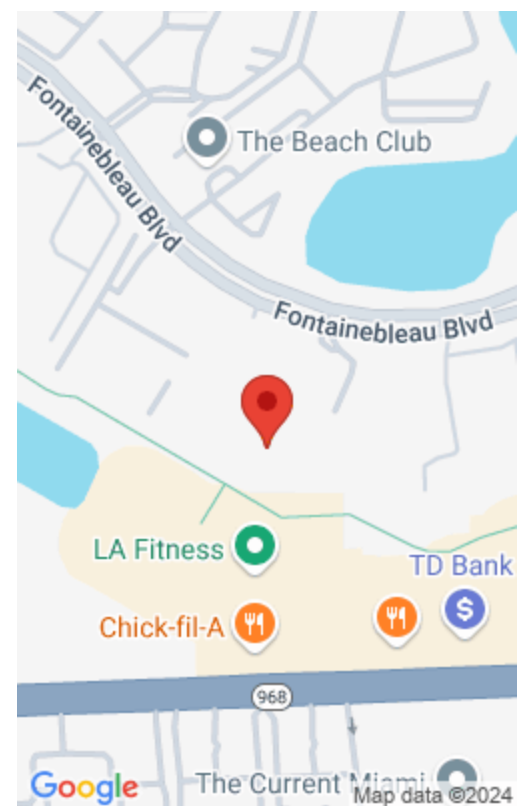 Fontainebleau Blvd
The Beach Club
Fontainebleau Blvd
LA Fitness
TD Bank
$
Chick-fil-A
968
The Current Miami
Google
Map data ©2024